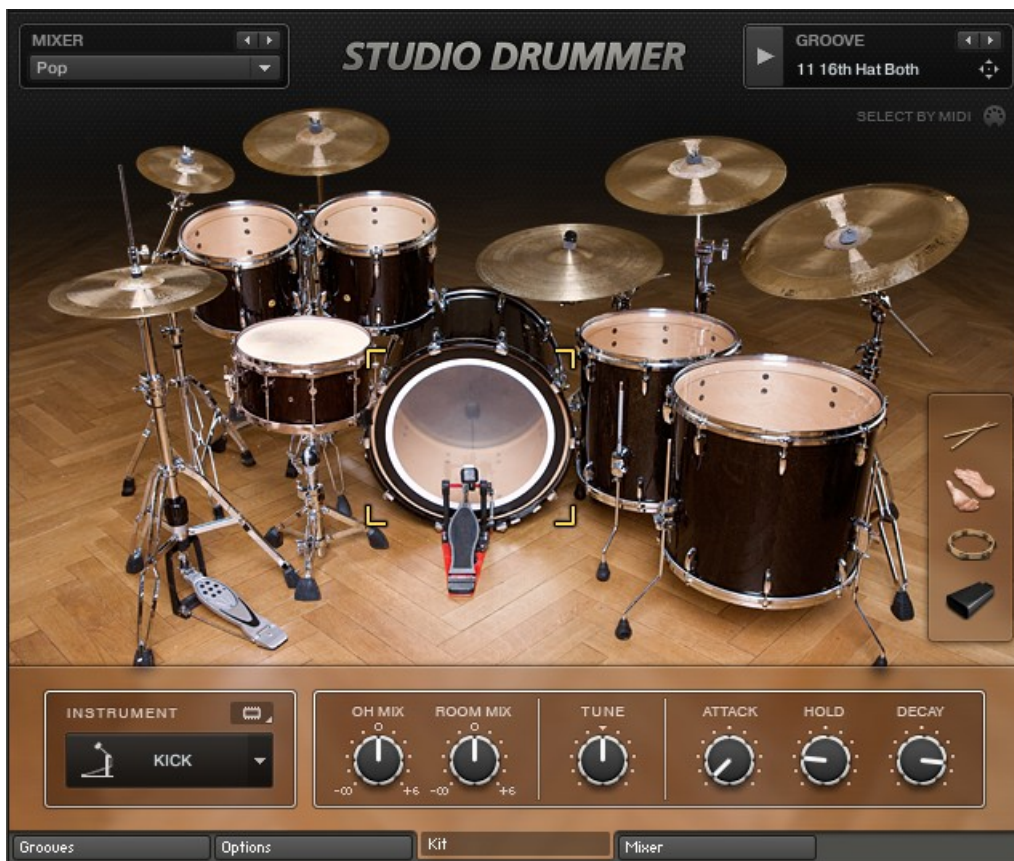 MIXER
Pop
STUDIO DRUMMER
GROOVE
11 16th Hat Both
SELECT BY MIDI
INSTRUMENT
KICK
OH MIX
ROOM MIX
TUNE
ATTACK
HOLD
DECAY
-∞ +6
-∞ +6
Grooves
Options
Kit
Mixer